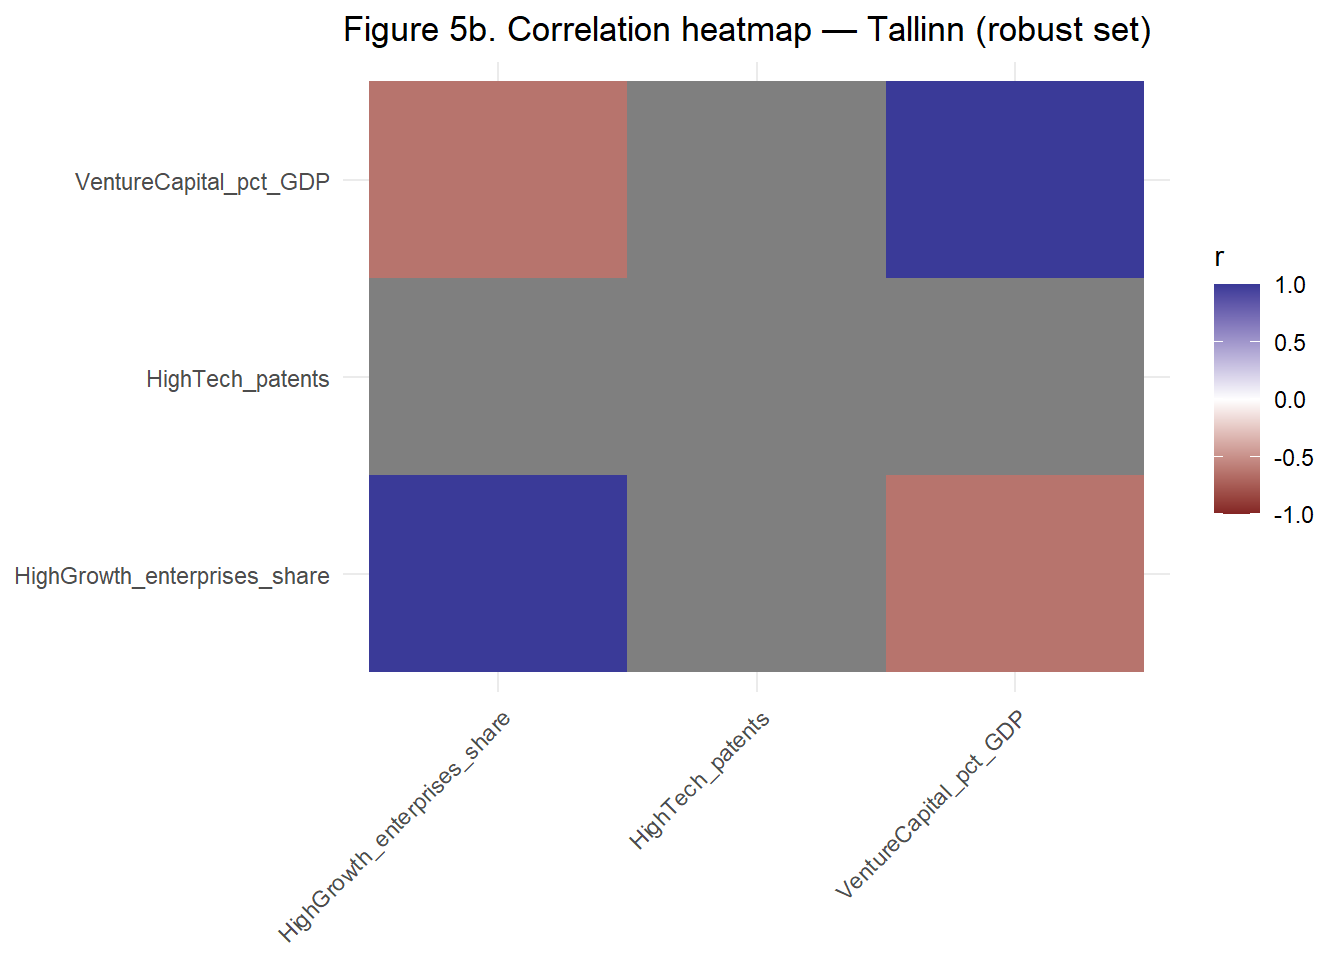 Figure 5b. Correlation heatmap — Tallinn (robust set)
VentureCapital_pct_GDP
HighTech_patents
HighGrowth_enterprises_share
HighGrowth_enterprises_share
HighTech_patents
VentureCapital_pct_GDP
r
1.0
0.5
0.0
-0.5
-1.0